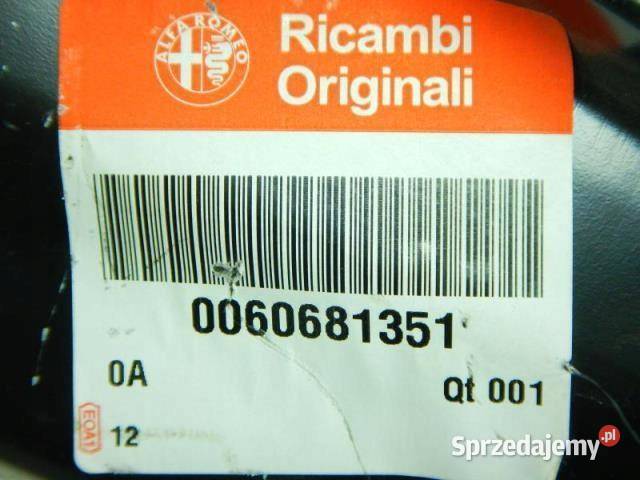 ALFA ROMEO
Ricambi
Originali
0060681351
0A
Qt 001
EQA1
12
Sprzedajemy.pl